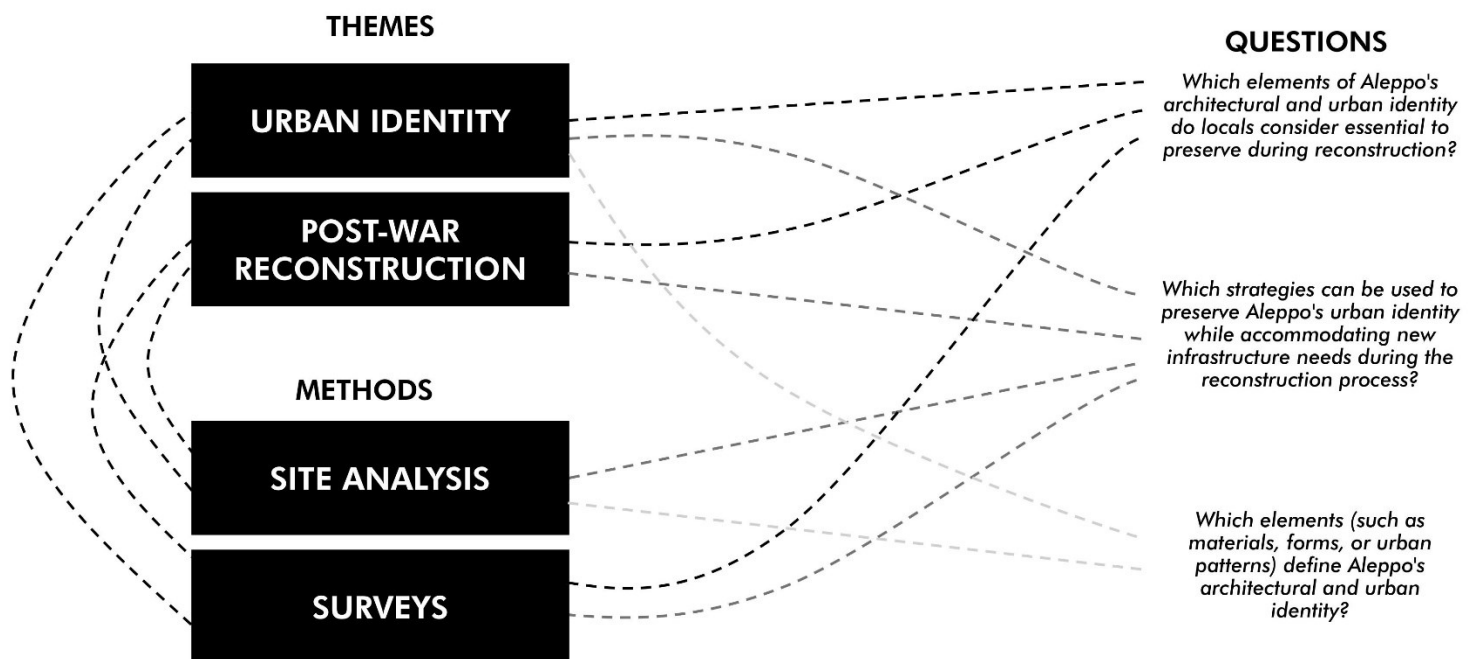 THEMES
URBAN IDENTITY
POST-WAR
RECONSTRUCTION
METHODS
SITE ANALYSIS
SURVEYS
QUESTIONS
Which elements of Aleppo's
architectural and urban identity
do locals consider essential to
preserve during reconstruction?
Which strategies can be used to
preserve Aleppo's urban identity
while accommodating new
infrastructure needs during the
reconstruction process?
Which elements (such as
materials, forms, or urban
patterns) define Aleppo's
architectural and urban
identity?